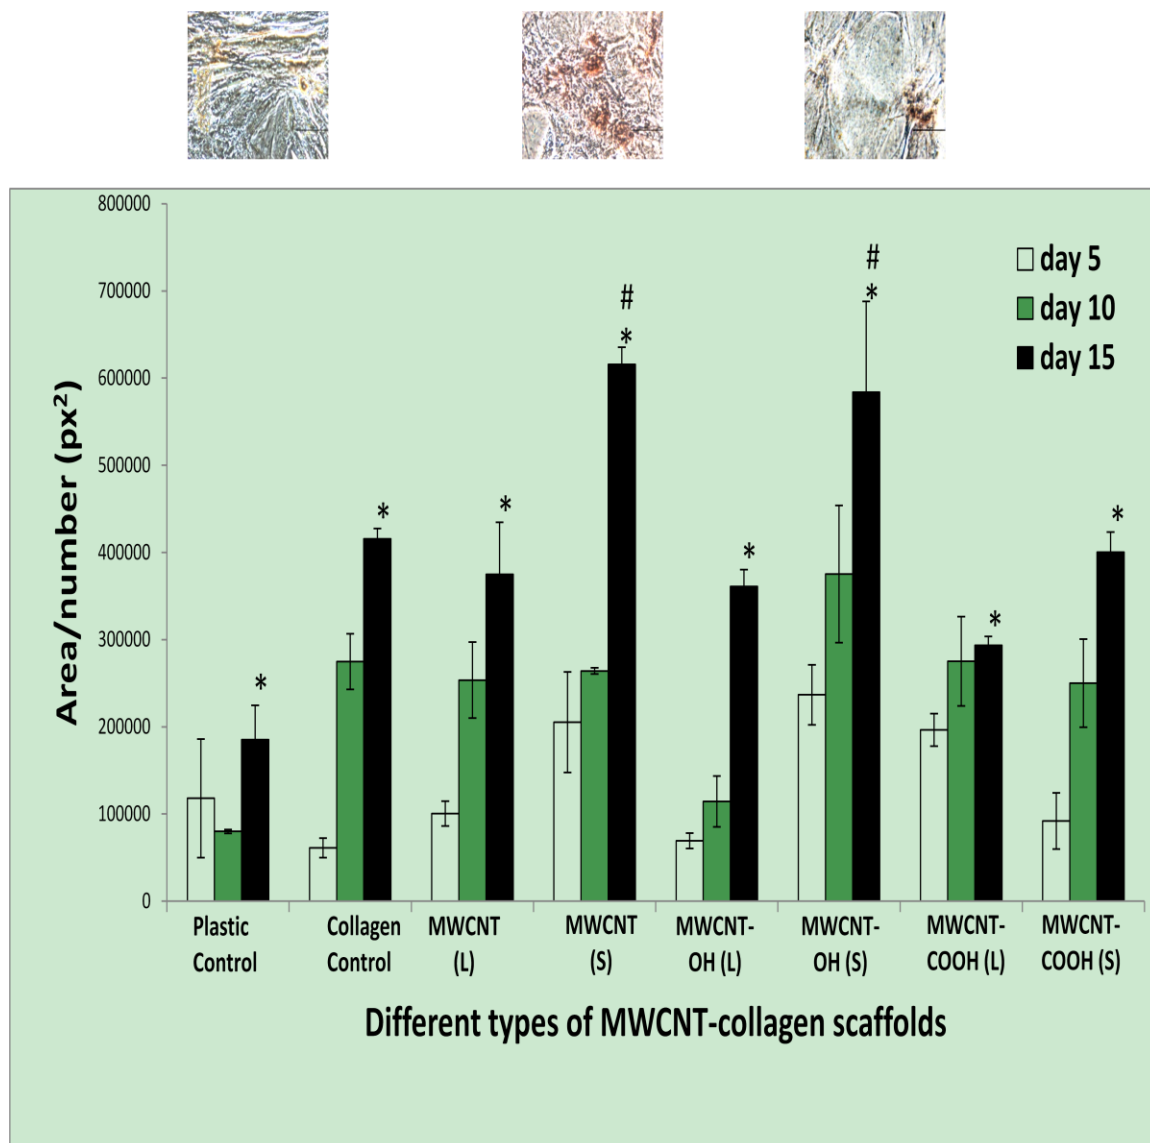 800000
700000
600000
500000
400000
300000
200000
100000
0
Area/number (px²)
day 5
day 10
day 15
*
*
*
#
*
*
#
*
*
*
Plastic Control
Collagen Control
MWCNT (L)
MWCNT (S)
MWCNT-OH (L)
MWCNT-OH (S)
MWCNT-COOH (L)
MWCNT-COOH (S)
Different types of MWCNT-collagen scaffolds